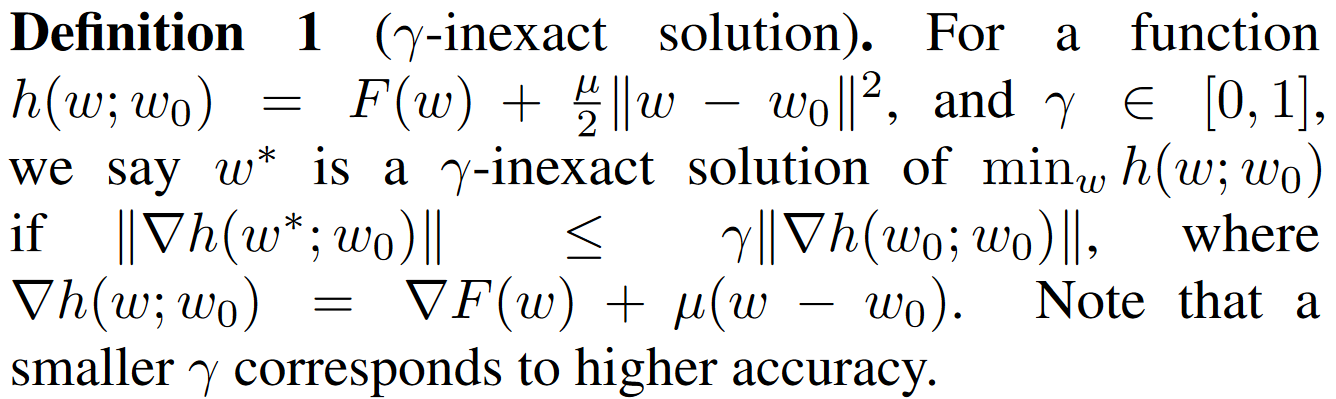 Definition 1 (γ-inexact solution). For a function
h(w; w₀) = F(w) + μ/2 ‖w − w₀‖², and γ ∈ [0, 1],
we say w* is a γ-inexact solution of min_w h(w; w₀)
if ‖∇h(w*; w₀)‖ ≤ γ‖∇h(w₀; w₀)‖, where
∇h(w; w₀) = ∇F(w) + μ(w − w₀). Note that a
smaller γ corresponds to higher accuracy.